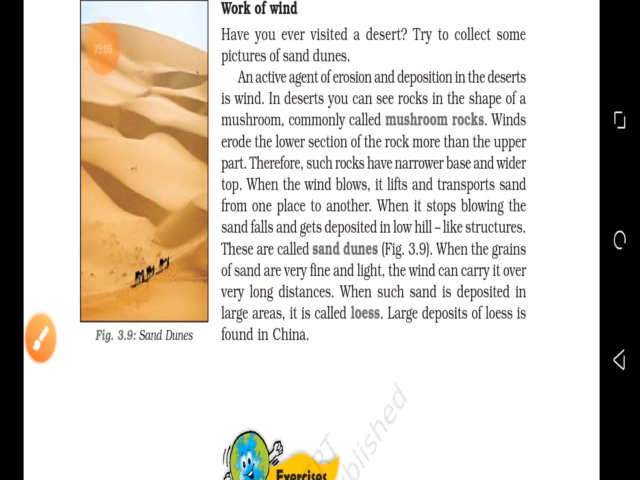 Work of wind
Have you ever visited a desert? Try to collect some
pictures of sand dunes.
An active agent of erosion and deposition in the deserts
is wind. In deserts you can see rocks in the shape of a
mushroom, commonly called mushroom rocks. Winds
erode the lower section of the rock more than the upper
part. Therefore, such rocks have narrower base and wider
top. When the wind blows, it lifts and transports sand
from one place to another. When it stops blowing the
sand falls and gets deposited in low hill – like structures.
These are called sand dunes (Fig. 3.9). When the grains
of sand are very fine and light, the wind can carry it over
very long distances. When such sand is deposited in
large areas, it is called loess. Large deposits of loess is
found in China.
05:05
Fig. 3.9: Sand Dunes
Exercises